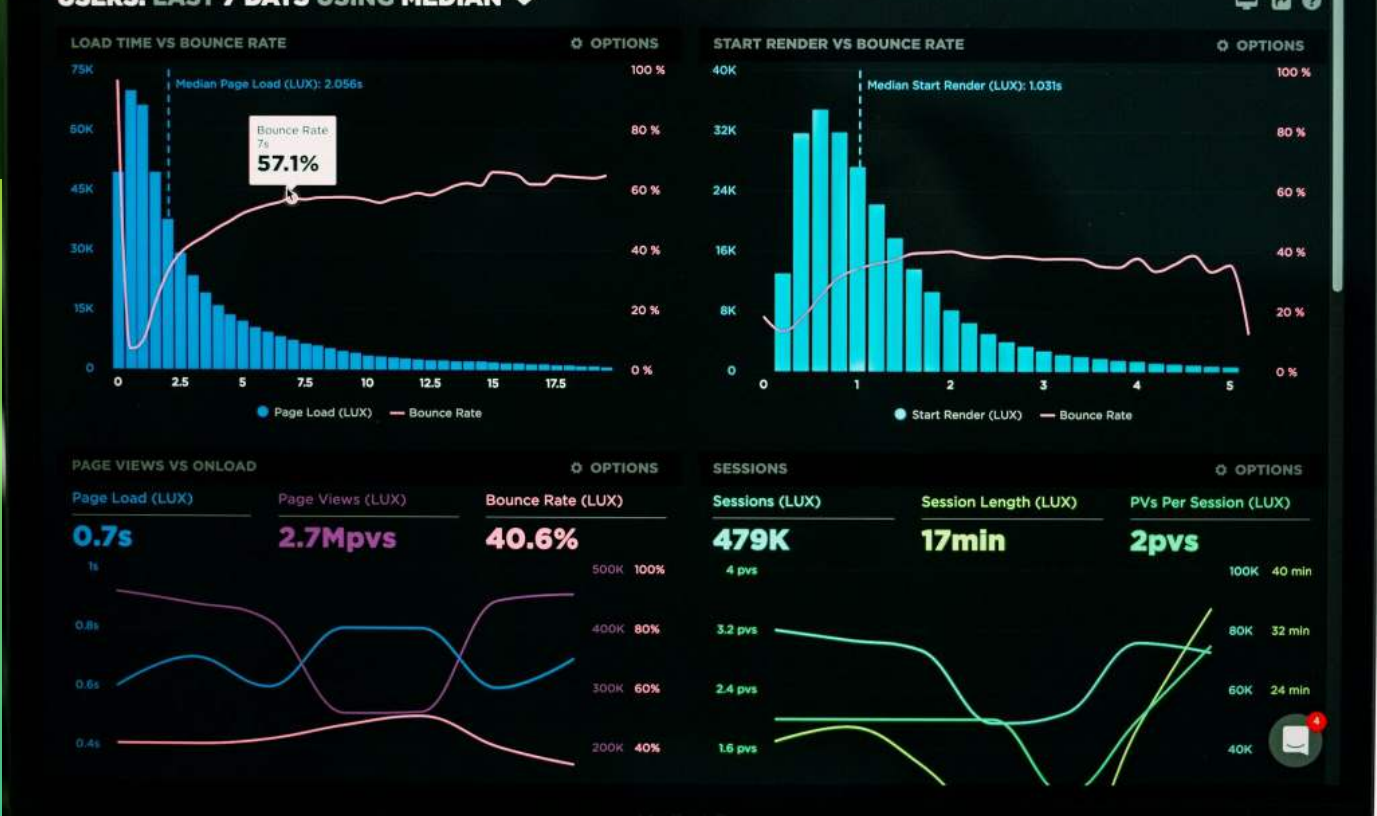 USERS: LAST 7 DAYS USING MEDIAN
LOAD TIME VS BOUNCE RATE
OPTIONS
75K
60K
45K
30K
15K
0
Median Page Load (LUX): 2.056s
Bounce Rate
7s
57.1%
100 %
80 %
60 %
40 %
20 %
0 %
0 2.5 5 7.5 10 12.5 15 17.5
Page Load (LUX) Bounce Rate
START RENDER VS BOUNCE RATE
OPTIONS
40K
32K
24K
16K
8K
0
Median Start Render (LUX): 1.031s
100 %
80 %
60 %
40 %
20 %
0 %
0 1 2 3 4 5
Start Render (LUX) Bounce Rate
PAGE VIEWS VS ONLOAD
OPTIONS
Page Load (LUX) Page Views (LUX) Bounce Rate (LUX)
0.7s 2.7Mpvs 40.6%
1s
0.8s
0.6s
0.4s
500K 100%
400K 80%
300K 60%
200K 40%
SESSIONS
OPTIONS
Sessions (LUX) Session Length (LUX) PVs Per Session (LUX)
479K 17min 2pvs
4 pvs
3.2 pvs
2.4 pvs
1.6 pvs
100K 40 min
80K 32 min
60K 24 min
40K
4